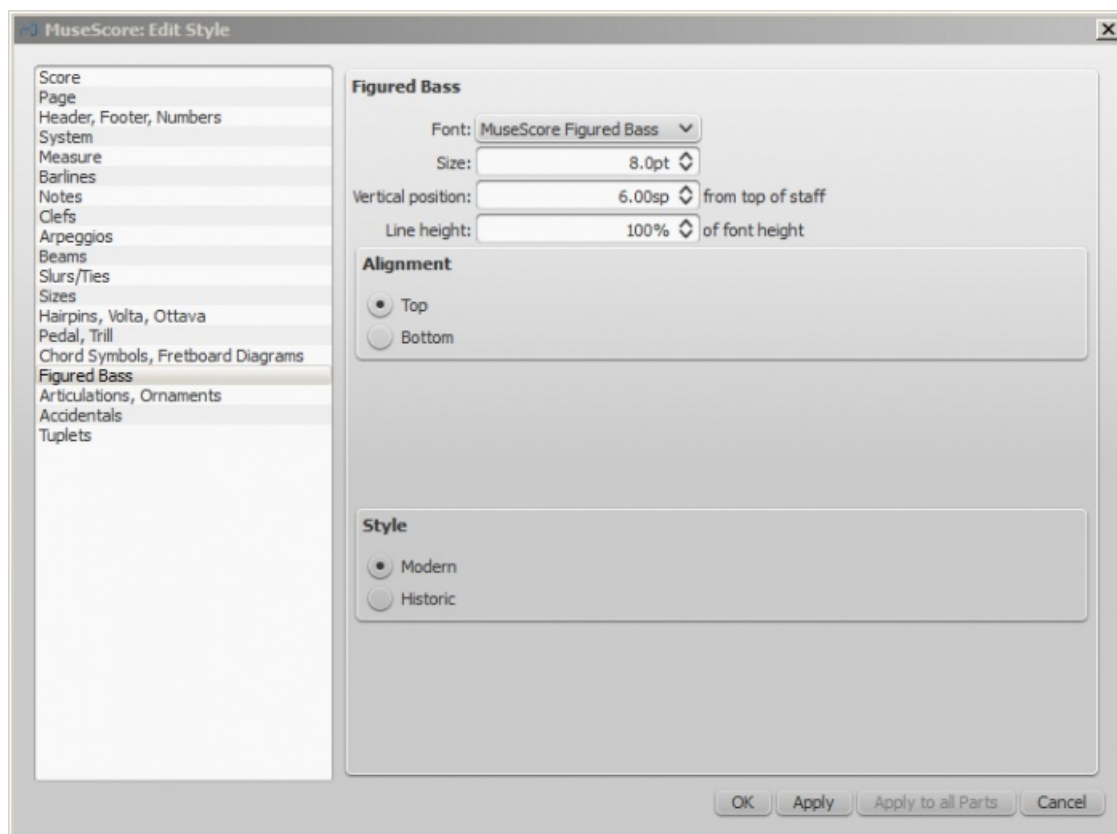 MuseScore: Edit Style
Score
Page
Header, Footer, Numbers
System
Measure
Barlines
Notes
Clefs
Arpeggios
Beams
Slurs/Ties
Sizes
Hairpins, Volta, Ottava
Pedal, Trill
Chord Symbols, Fretboard Diagrams
Figured Bass
Articulations, Ornaments
Accidentals
Tuplets
Figured Bass
Font: MuseScore Figured Bass
Size: 8.0pt
Vertical position: 6.00sp from top of staff
Line height: 100% of font height
Alignment
Top
Bottom
Style
Modern
Historic
OK Apply Apply to all Parts Cancel